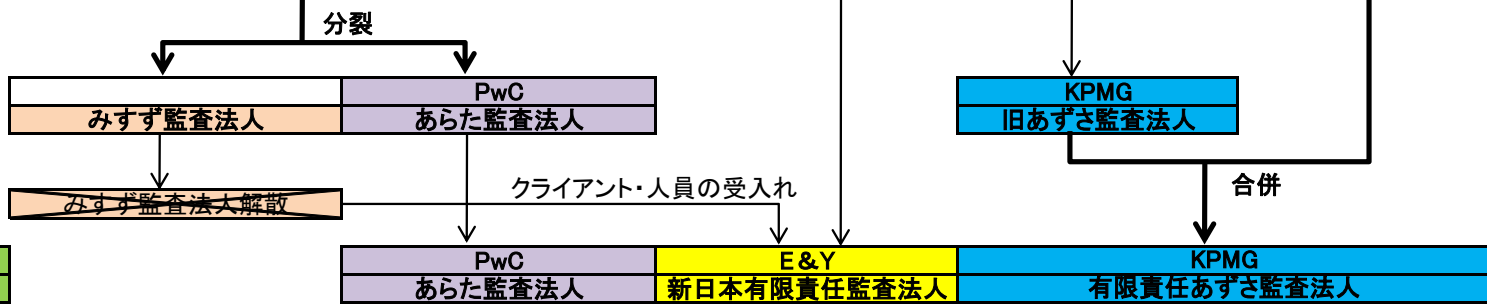 分裂
PwC
KPMG
みすず監査法人
あらた監査法人
旧あずさ監査法人
クライアント・人員の受入れ
合併
みすず監査法人解散
PwC
E&Y
KPMG
あらた監査法人
新日本有限責任監査法人
有限責任あずさ監査法人